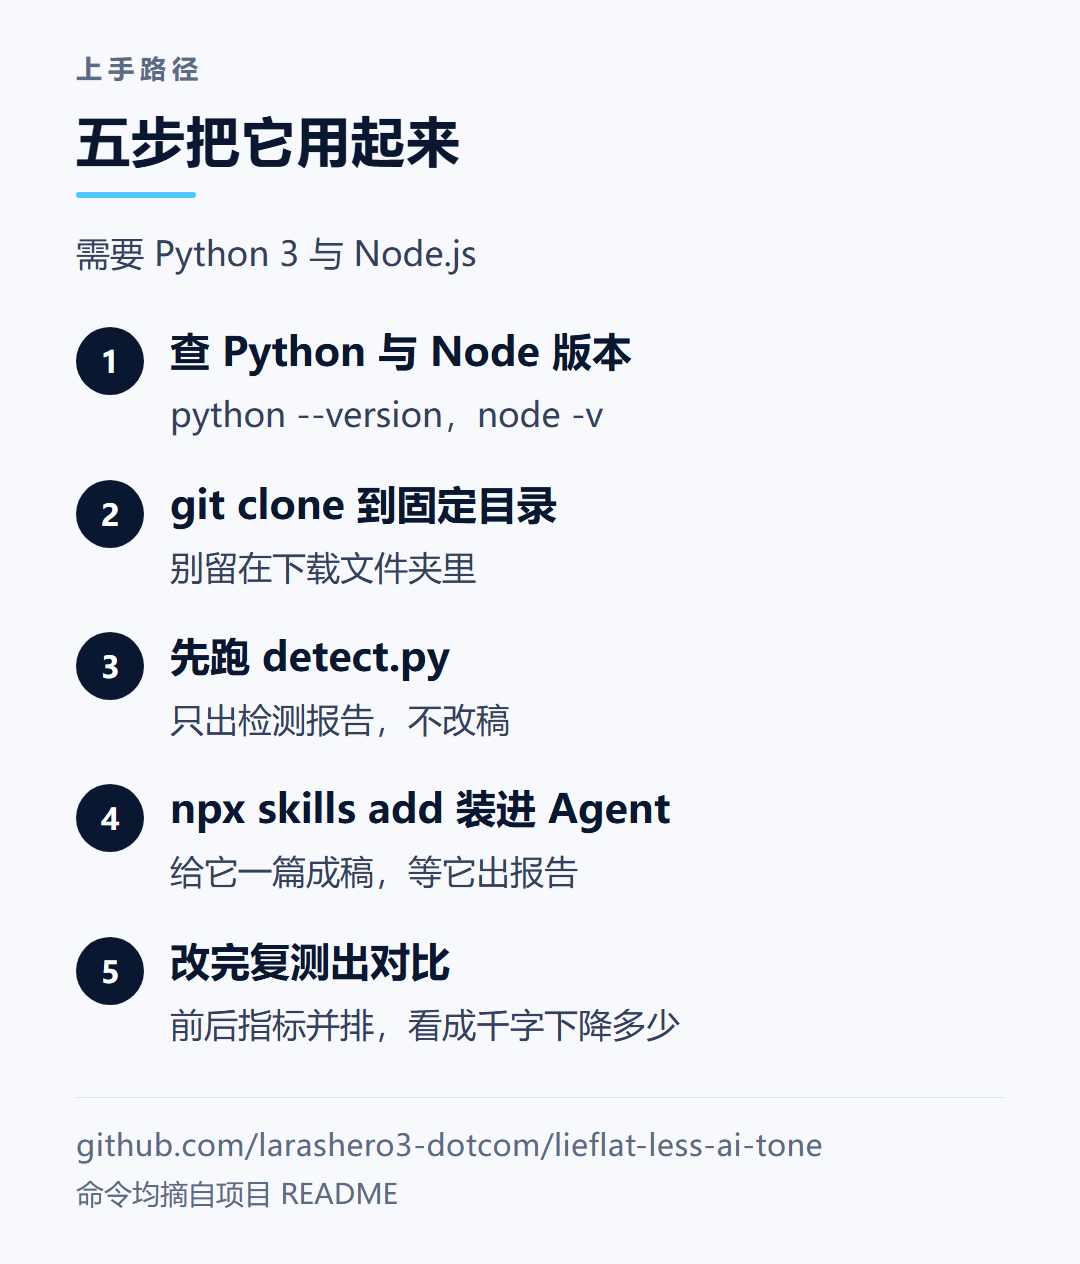 上手路径
五步把它用起来
需要 Python 3 与 Node.js
1
查 Python 与 Node 版本
python --version，node -v
2
git clone 到固定目录
别留在下载文件夹里
3
先跑 detect.py
只出检测报告，不改稿
4
npx skills add 装进 Agent
给它一篇成稿，等它出报告
5
改完复测出对比
前后指标并排，看成千字下降多少
github.com/larashero3-dotcom/lieflat-less-ai-tone
命令均摘自项目 README